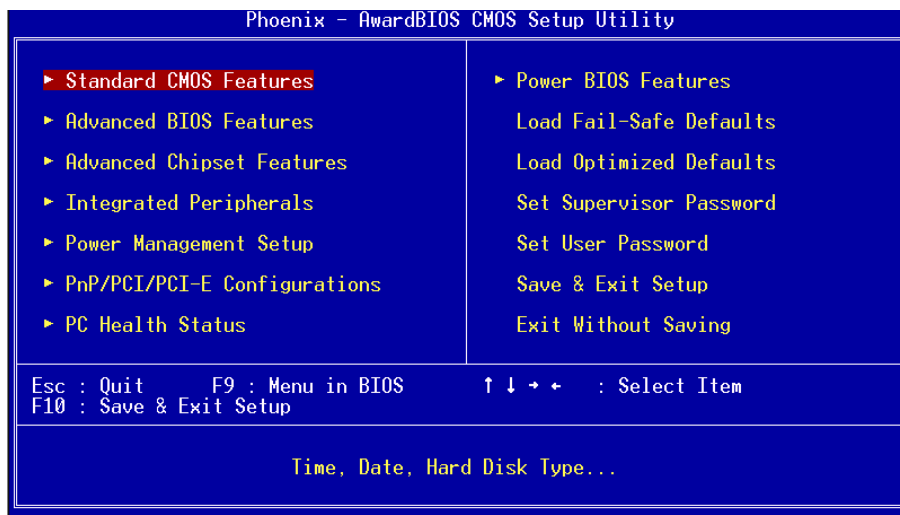 Phoenix - AwardBIOS CMOS Setup Utility
► Standard CMOS Features
► Advanced BIOS Features
► Advanced Chipset Features
► Integrated Peripherals
► Power Management Setup
► PnP/PCI/PCI-E Configurations
► PC Health Status
► Power BIOS Features
Load Fail-Safe Defaults
Load Optimized Defaults
Set Supervisor Password
Set User Password
Save & Exit Setup
Exit Without Saving
Esc : Quit F9 : Menu in BIOS ↑ ↓ → ← : Select Item
F10 : Save & Exit Setup
Time, Date, Hard Disk Type...